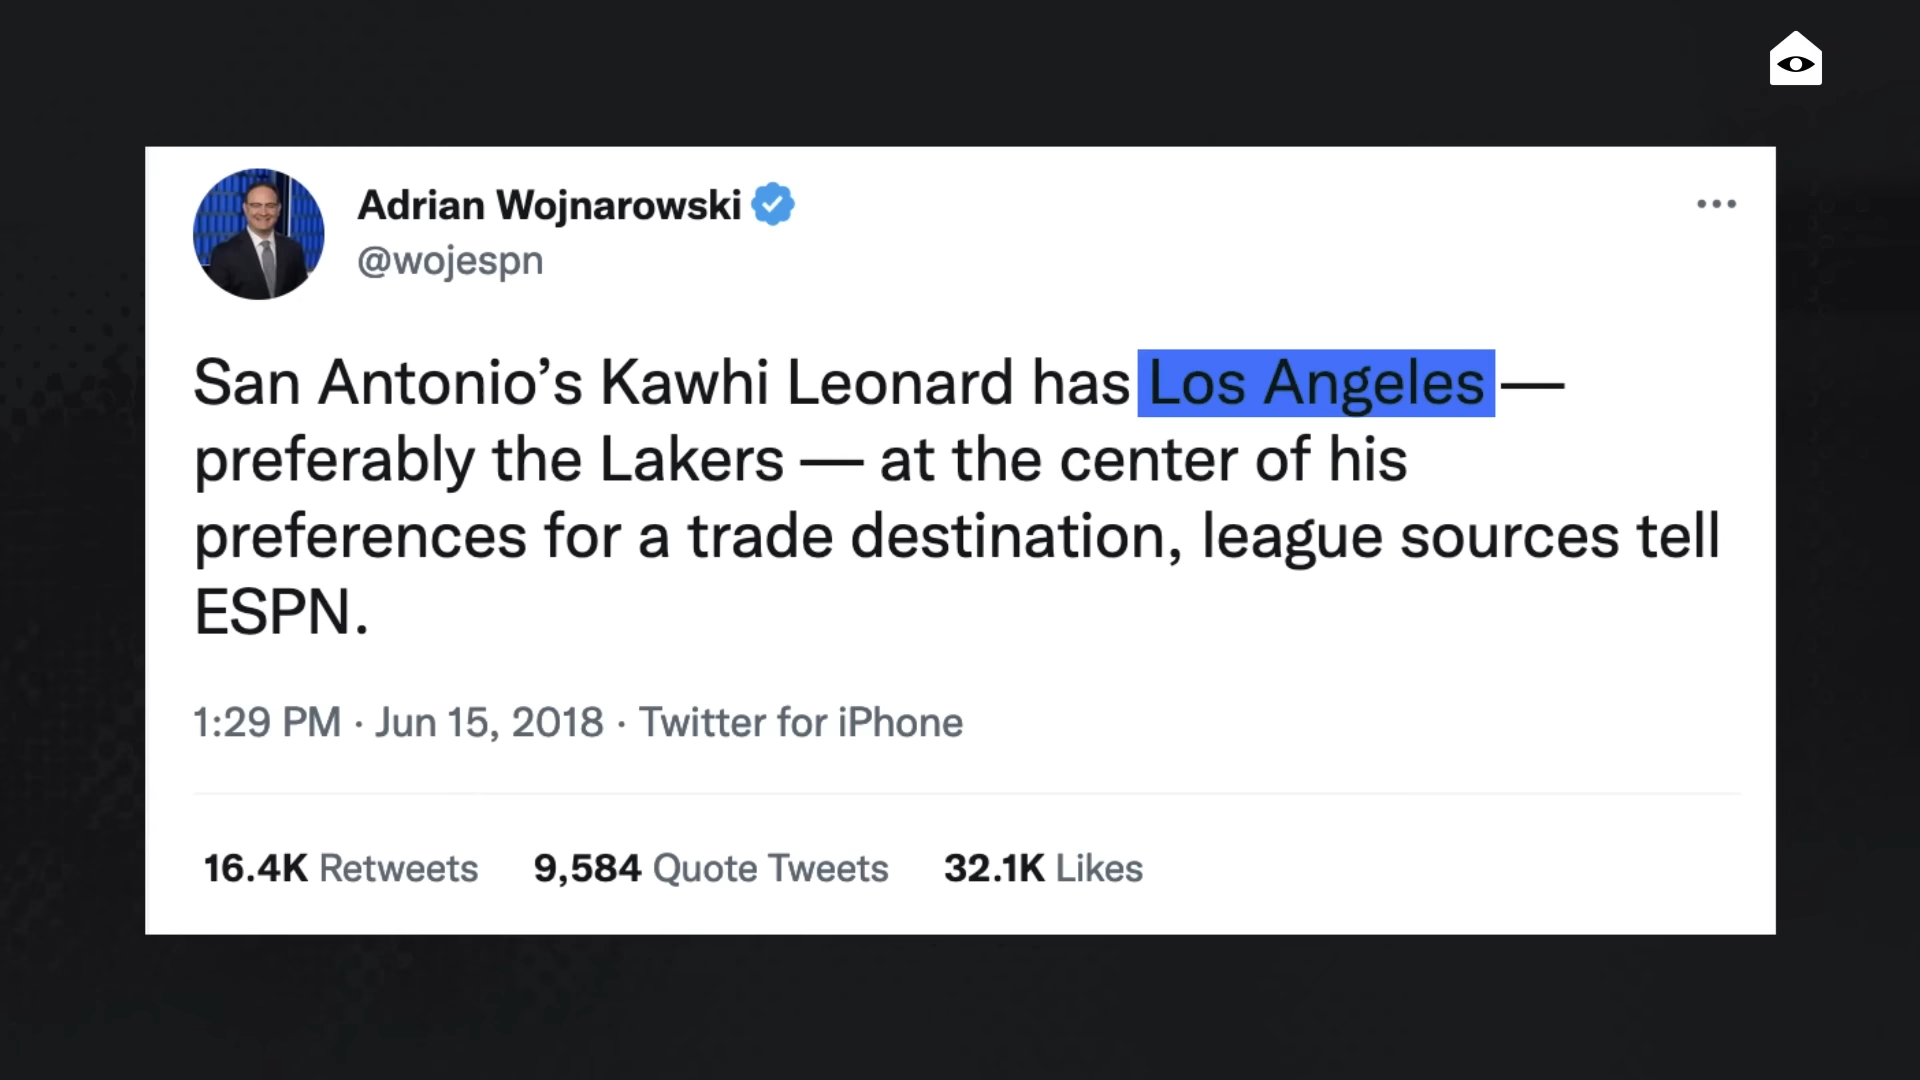 Adrian Wojnarowski
@wojespn
San Antonio’s Kawhi Leonard has Los Angeles —
preferably the Lakers — at the center of his
preferences for a trade destination, league sources tell
ESPN.
1:29 PM · Jun 15, 2018 · Twitter for iPhone
16.4K Retweets 9,584 Quote Tweets 32.1K Likes